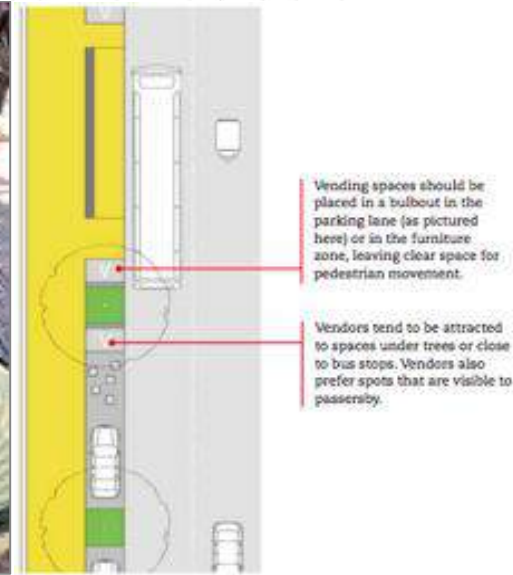 Vending spaces should be
placed in a bulbout in the
parking lane (as pictured
here) or in the furniture
zone, leaving clear space for
pedestrian movement.
Vendors tend to be attracted
to spaces under trees or close
to bus stops. Vendors also
prefer spots that are visible to
passersby.